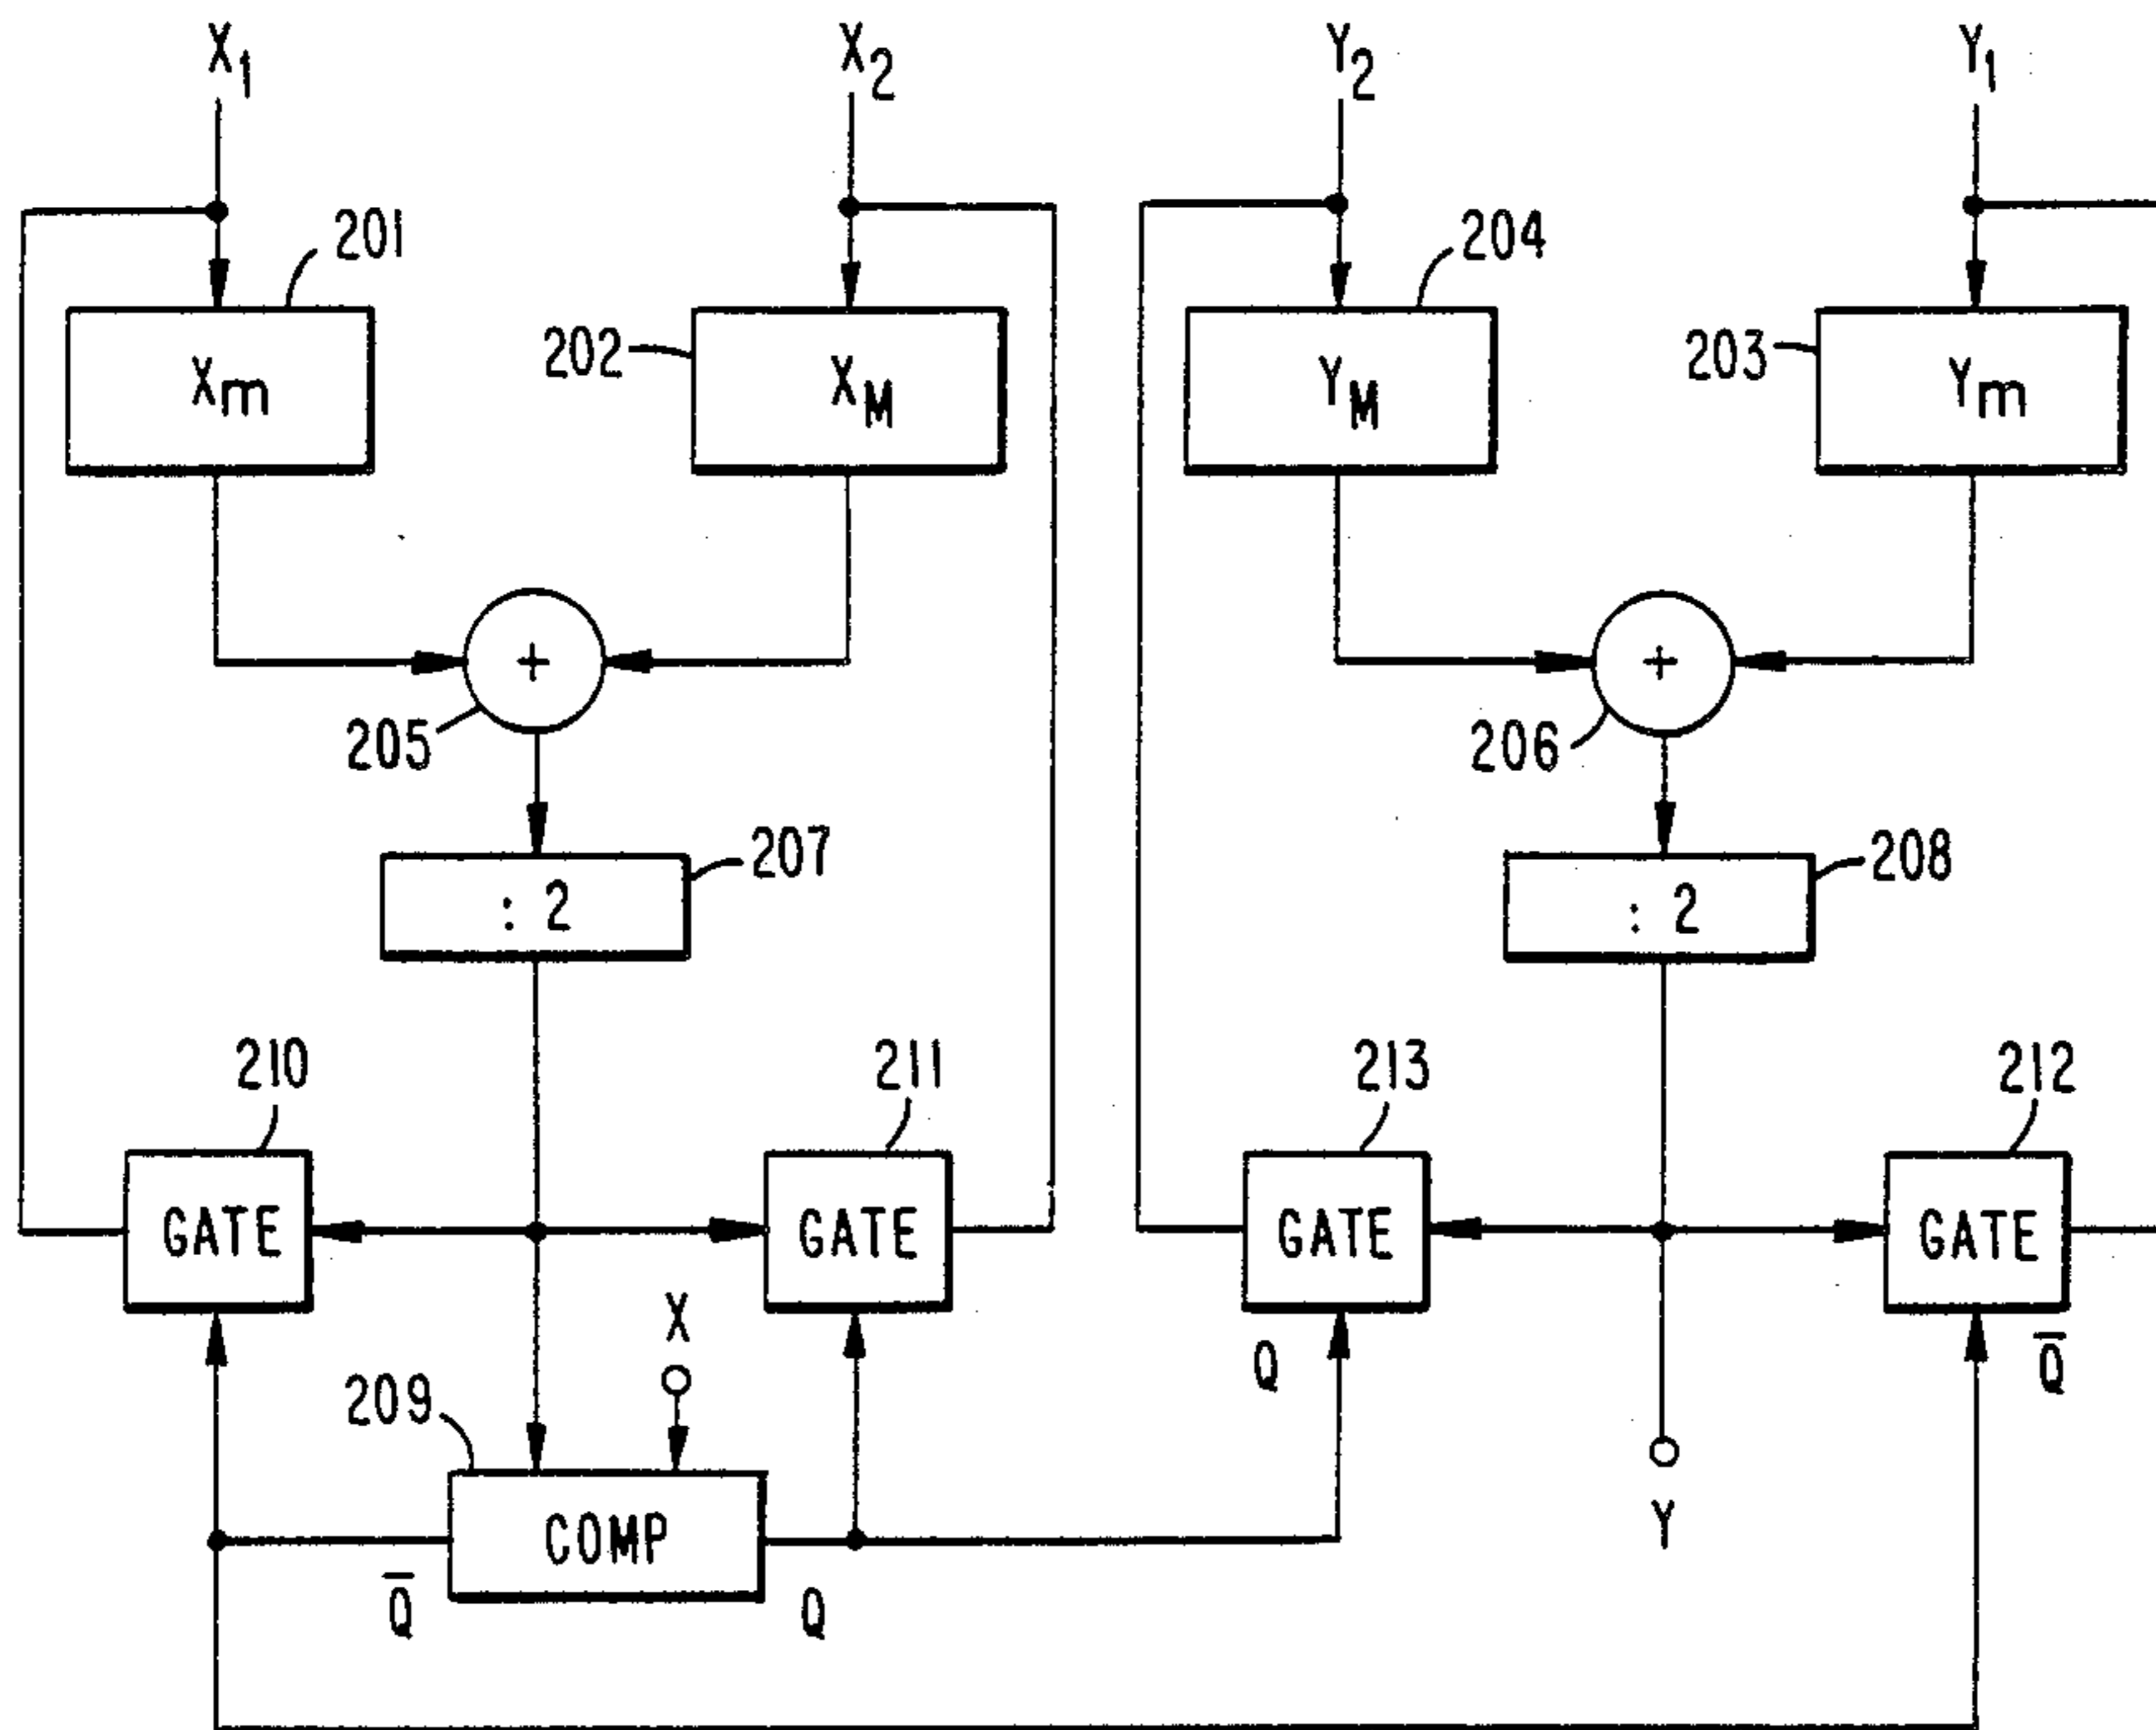 X1 X2 Y2 Y1
201 204
202 203
Xm XM YM Ym
+ +
205 206
207 208
: 2 : 2
210 211 213 212
GATE GATE GATE GATE
X
Q Q̅
209
COMP
Y
Q̅ Q